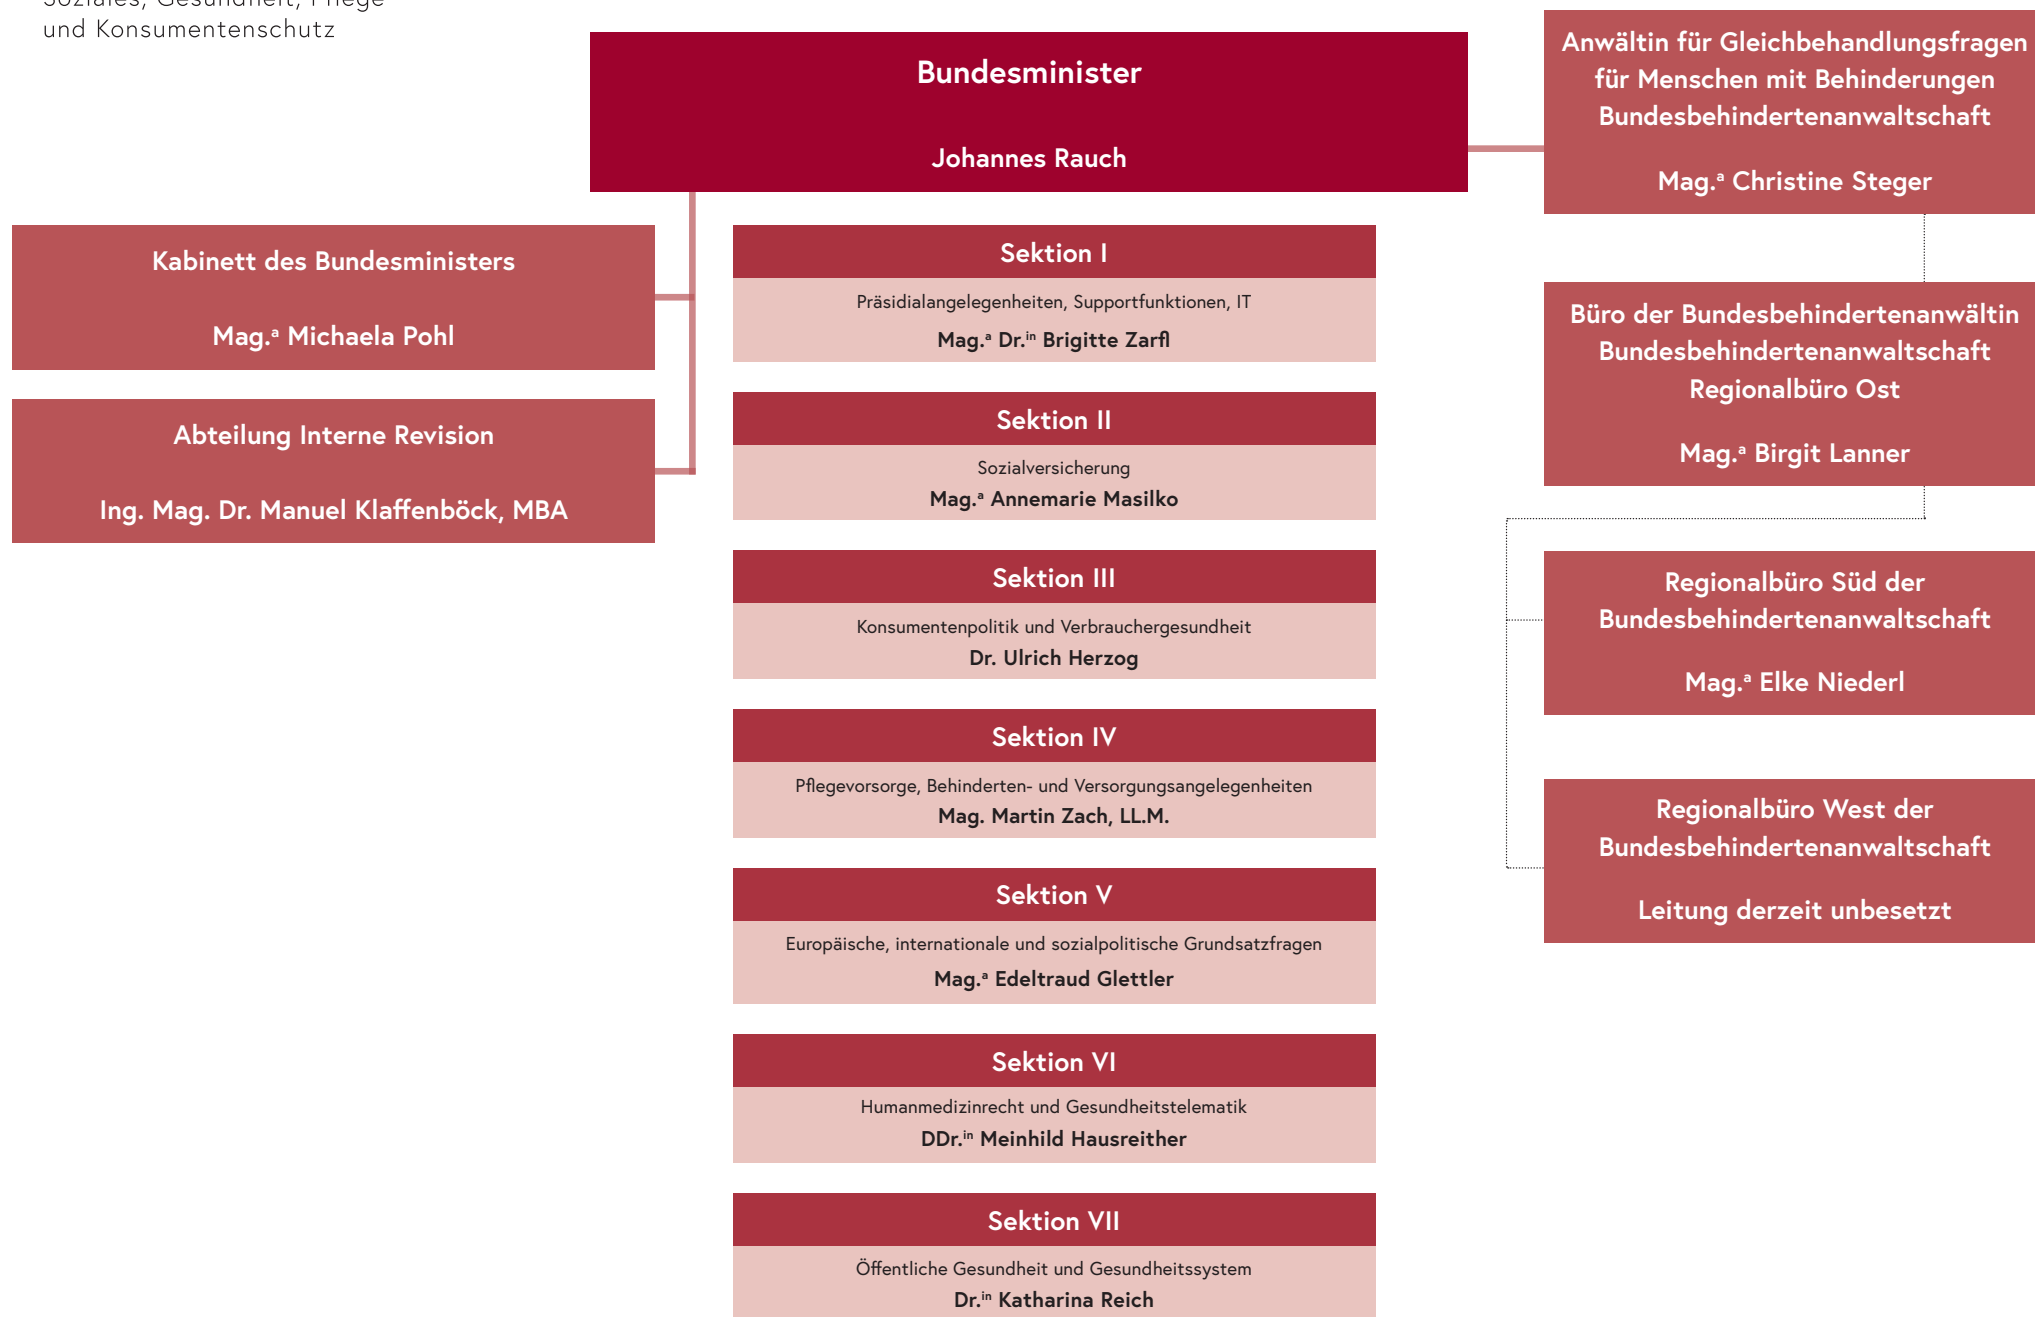 Soziales, Gesundheit, Pflege
und Konsumentenschutz
Bundesminister
Johannes Rauch
Kabinett des Bundesministers
Mag.ª Michaela Pohl
Abteilung Interne Revision
Ing. Mag. Dr. Manuel Klaffenböck, MBA
Sektion I
Präsidialangelegenheiten, Supportfunktionen, IT
Mag.ª Dr.ⁱⁿ Brigitte Zarfl
Sektion II
Sozialversicherung
Mag.ª Annemarie Masilko
Sektion III
Konsumentenpolitik und Verbrauchergesundheit
Dr. Ulrich Herzog
Sektion IV
Pflegevorsorge, Behinderten- und Versorgungsangelegenheiten
Mag. Martin Zach, LL.M.
Sektion V
Europäische, internationale und sozialpolitische Grundsatzfragen
Mag.ª Edeltraud Glettler
Sektion VI
Humanmedizinrecht und Gesundheitstelematik
DDr.ⁱⁿ Meinhild Hausreither
Sektion VII
Öffentliche Gesundheit und Gesundheitssystem
Dr.ⁱⁿ Katharina Reich
Anwältin für Gleichbehandlungsfragen
für Menschen mit Behinderungen
Bundesbehindertenanwaltschaft
Mag.ª Christine Steger
Büro der Bundesbehindertenanwältin
Bundesbehindertenanwaltschaft
Regionalbüro Ost
Mag.ª Birgit Lanner
Regionalbüro Süd der
Bundesbehindertenanwaltschaft
Mag.ª Elke Niederl
Regionalbüro West der
Bundesbehindertenanwaltschaft
Leitung derzeit unbesetzt